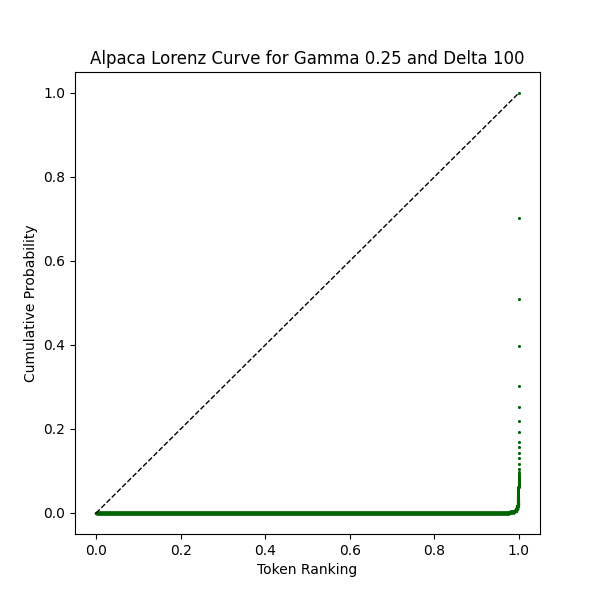 Alpaca Lorenz Curve for Gamma 0.25 and Delta 100
1.0
0.8
0.6
0.4
0.2
0.0
Cumulative Probability
0.0 0.2 0.4 0.6 0.8 1.0
Token Ranking